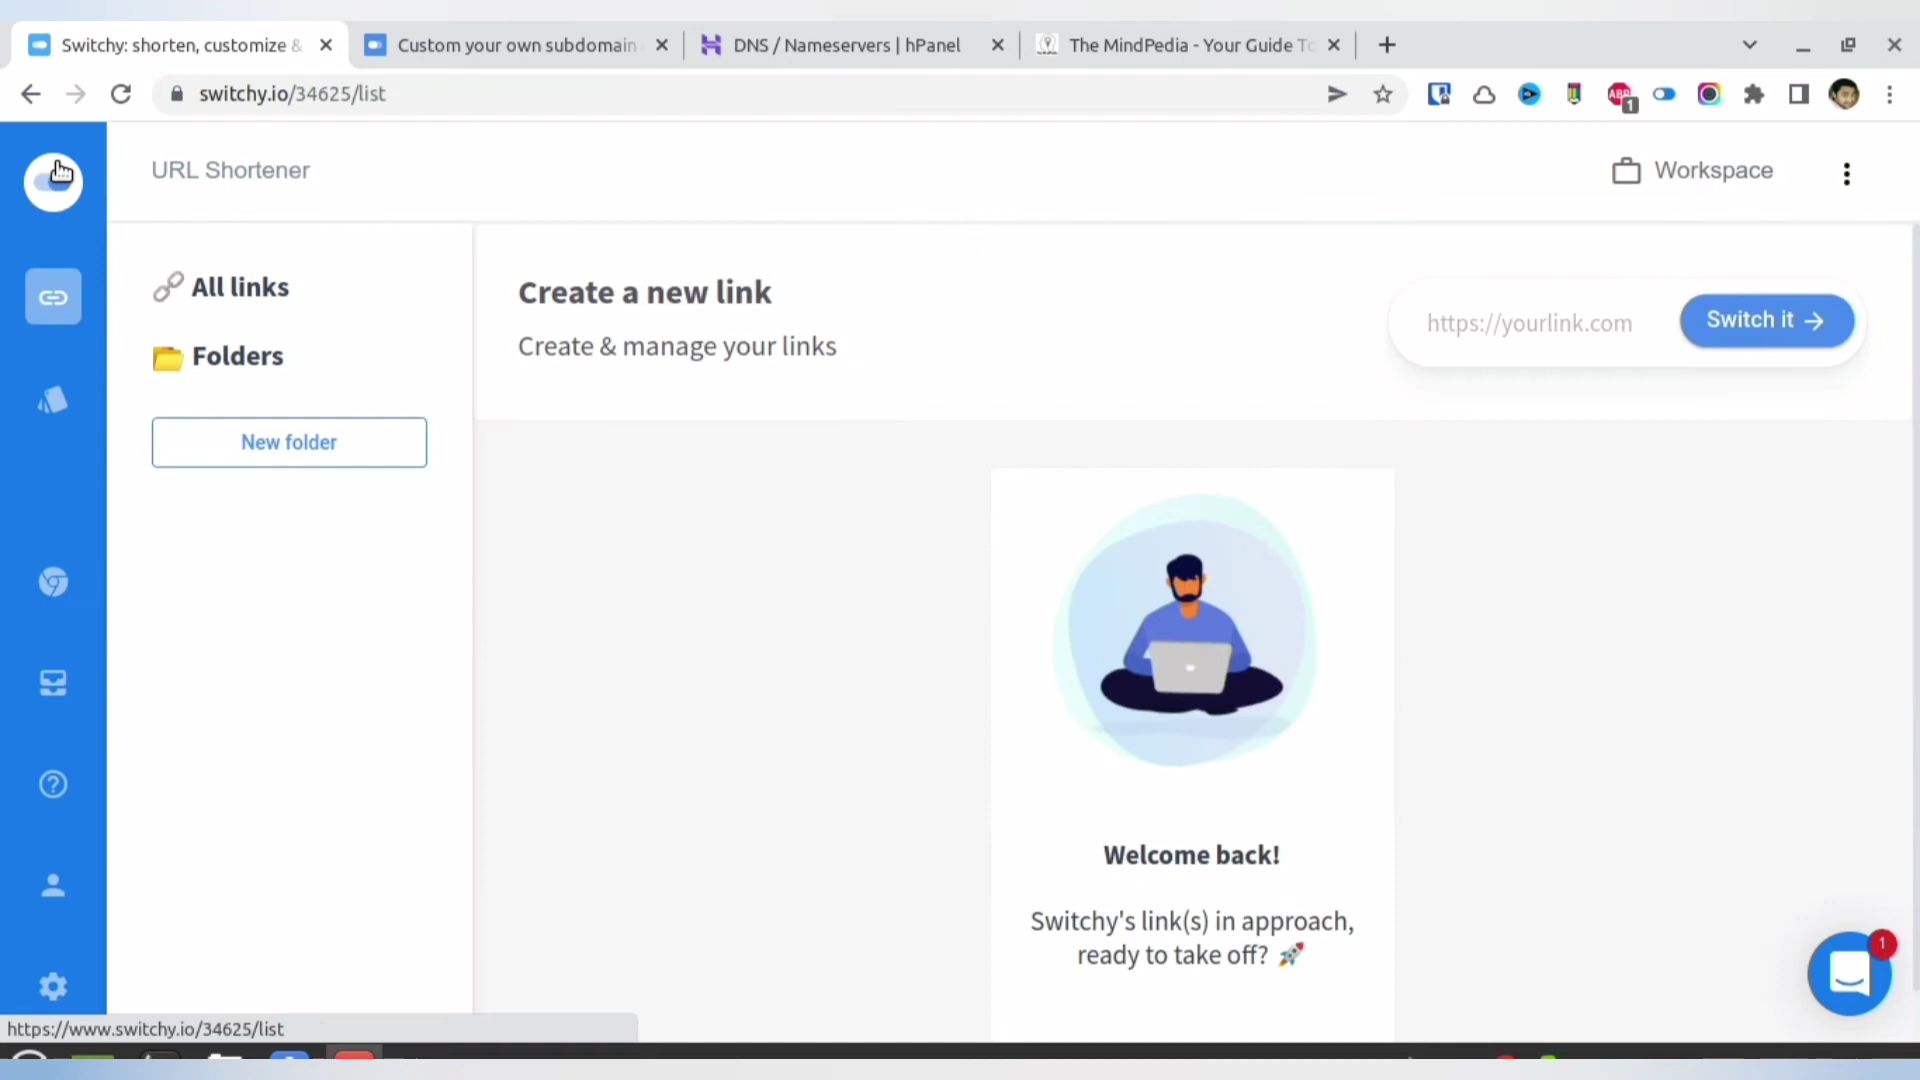 Switchy: shorten, customize &
Custom your own subdomain
DNS / Nameservers | hPanel
The MindPedia - Your Guide To
switchy.io/34625/list
ABP
1
URL Shortener
Workspace
All links
Folders
New folder
Create a new link
Create & manage your links
https://yourlink.com
Switch it →
Welcome back!
Switchy's link(s) in approach,
ready to take off? 🚀
1
https://www.switchy.io/34625/list